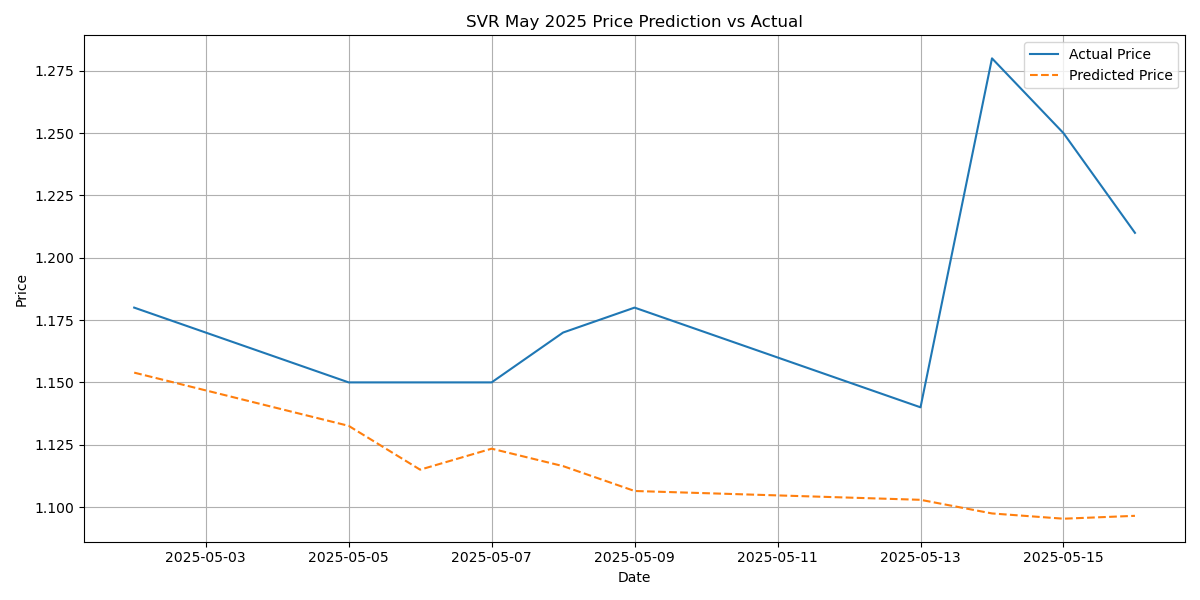 SVR May 2025 Price Prediction vs Actual
Actual Price
Predicted Price
1.275
1.250
1.225
1.200
1.175
1.150
1.125
1.100
Price
2025-05-03 2025-05-05 2025-05-07 2025-05-09 2025-05-11 2025-05-13 2025-05-15
Date